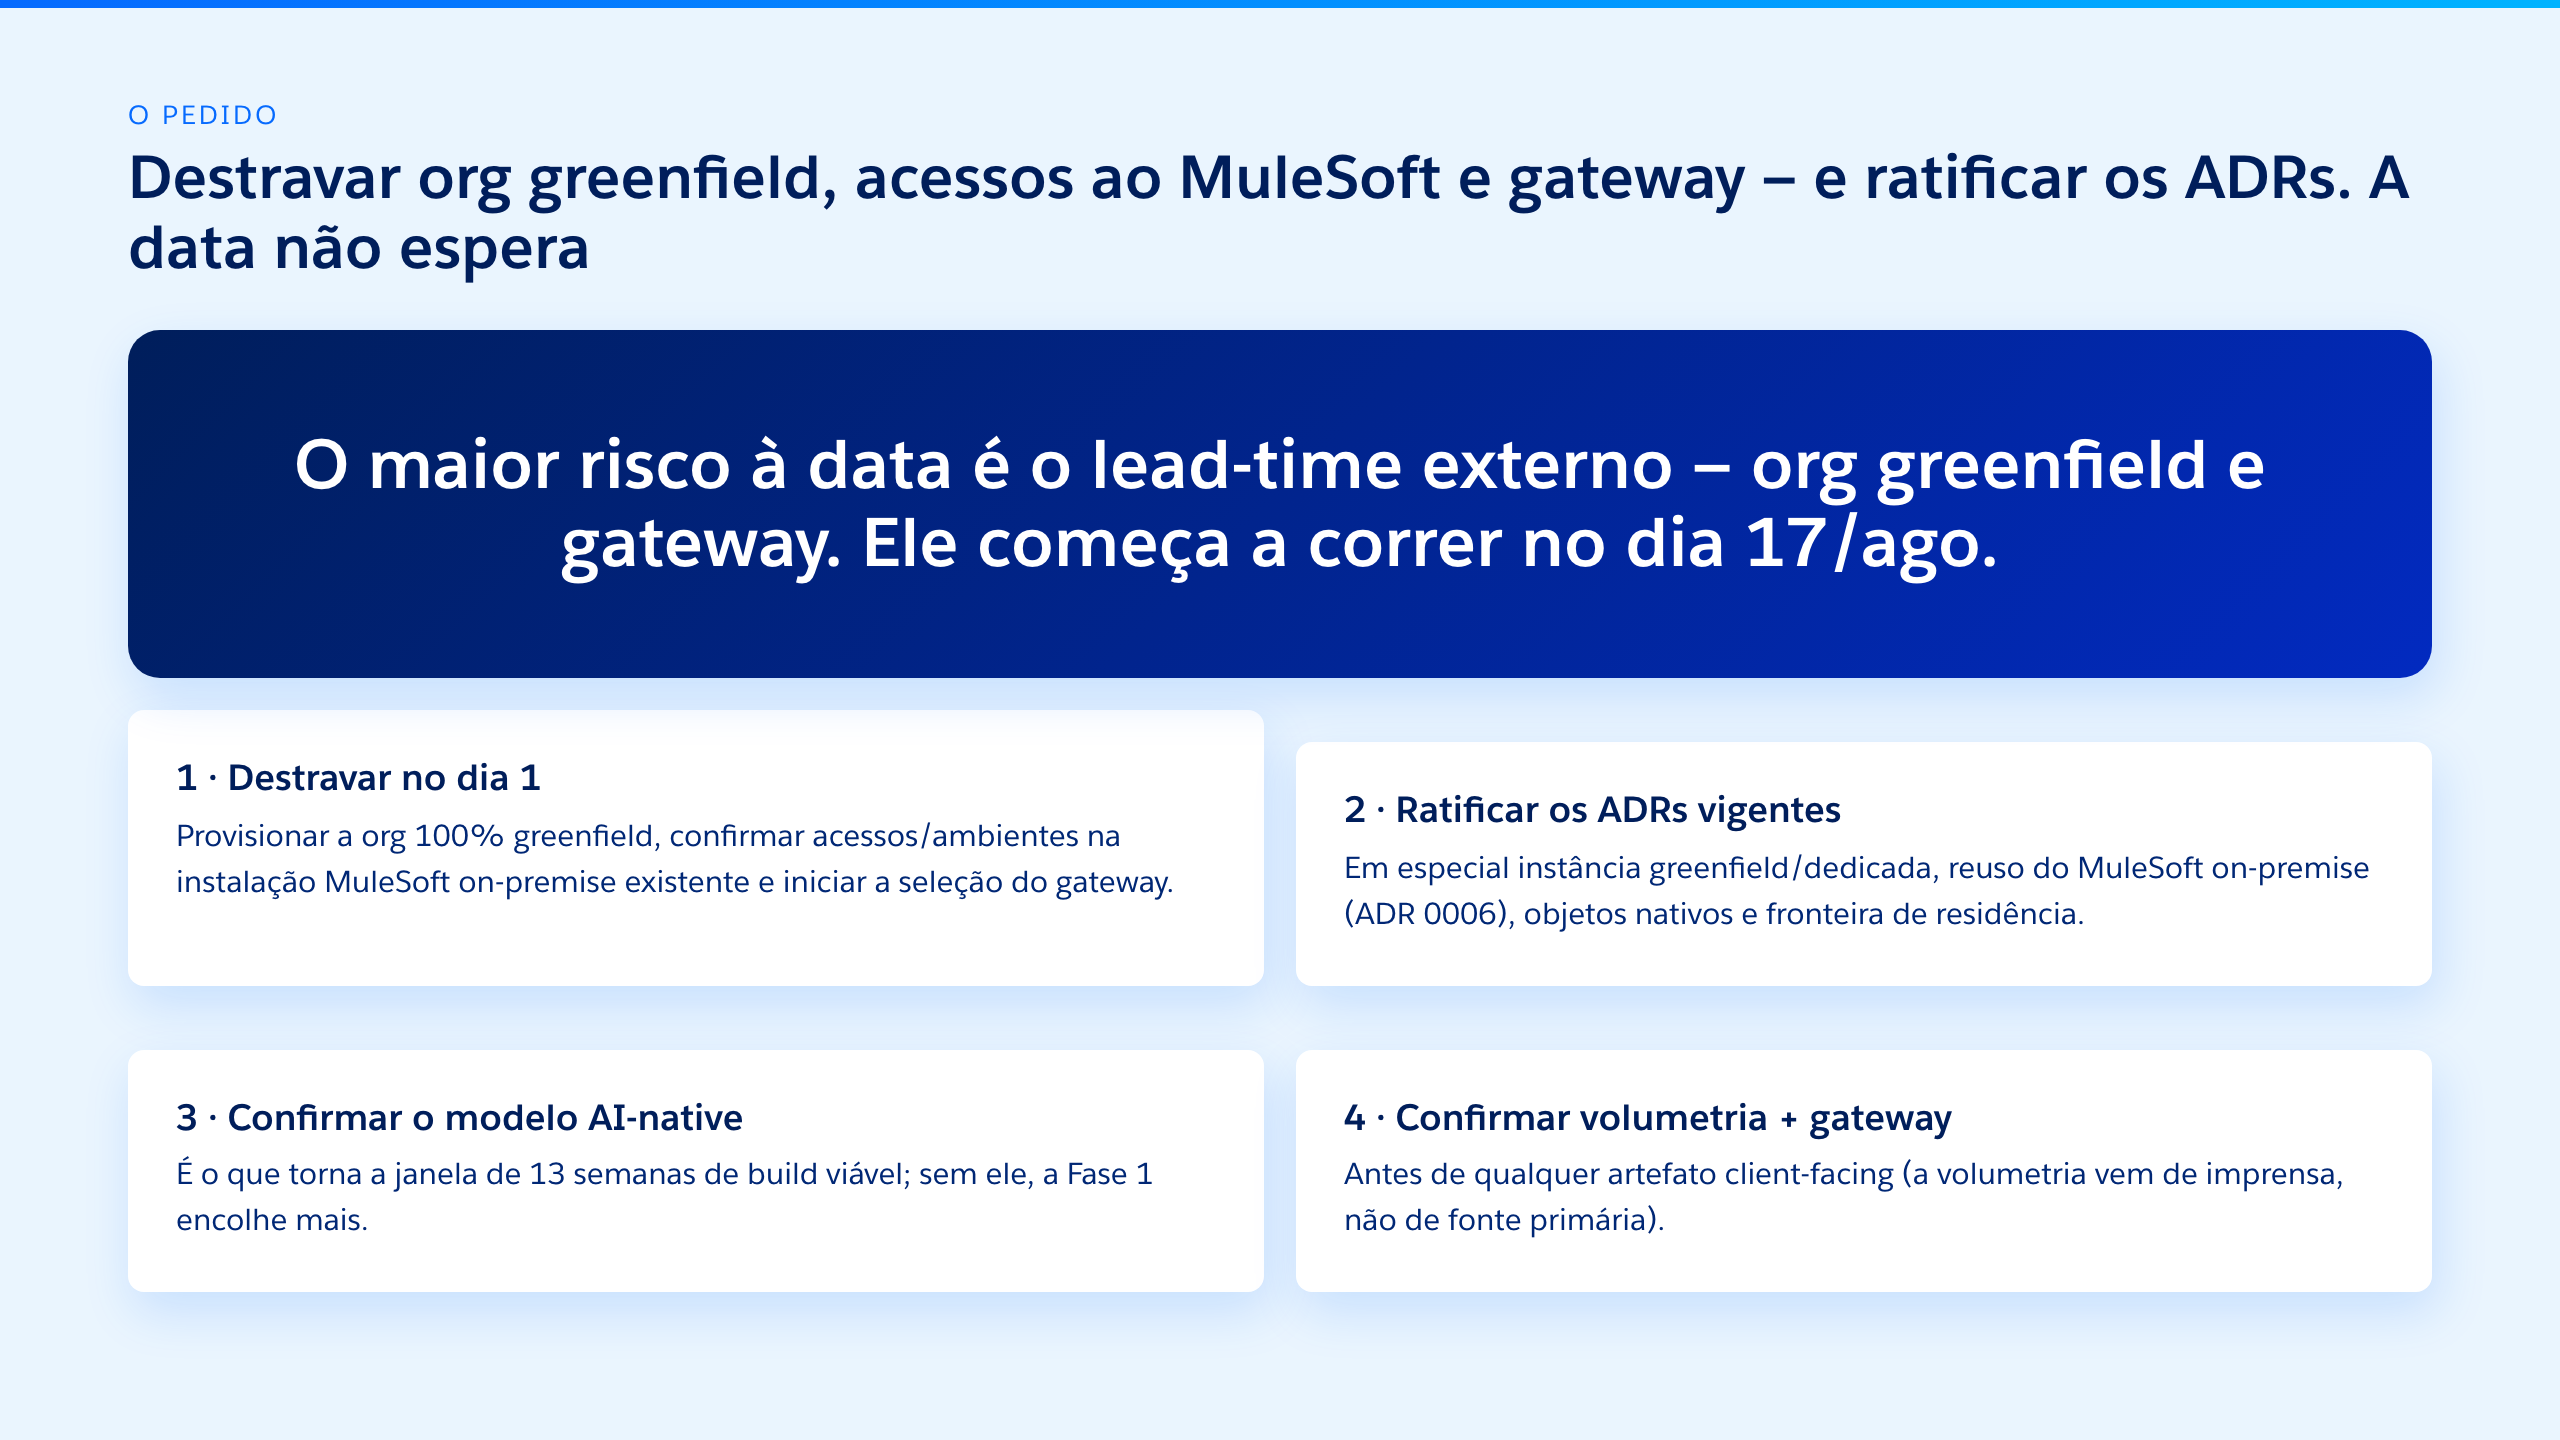 O PEDIDO
Destravar org greenfield, acessos ao MuleSoft e gateway – e ratificar os ADRs. A
data não espera
O maior risco à data é o lead-time externo – org greenfield e
gateway. Ele começa a correr no dia 17/ago.
1 · Destravar no dia 1
Provisionar a org 100% greenfield, confirmar acessos/ambientes na
instalação MuleSoft on-premise existente e iniciar a seleção do gateway.
2 · Ratificar os ADRs vigentes
Em especial instância greenfield/dedicada, reuso do MuleSoft on-premise
(ADR 0006), objetos nativos e fronteira de residência.
3 · Confirmar o modelo AI-native
É o que torna a janela de 13 semanas de build viável; sem ele, a Fase 1
encolhe mais.
4 · Confirmar volumetria + gateway
Antes de qualquer artefato client-facing (a volumetria vem de imprensa,
não de fonte primária).